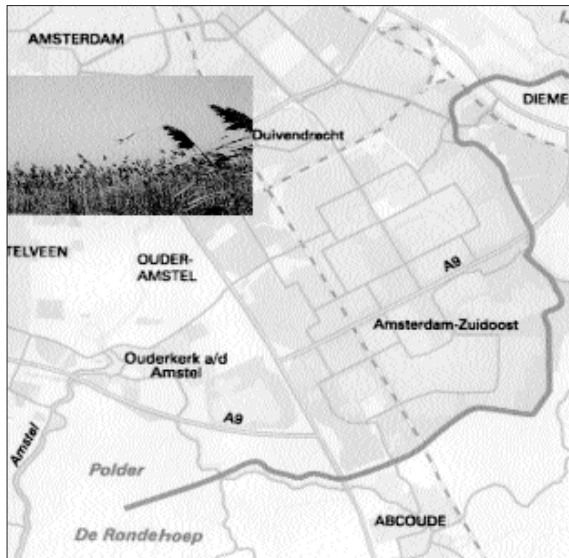 AMSTERDAM
DIEME
Duivendrecht
TELVEEN
OUDER-
AMSTEL
A9
Amsterdam-Zuidoost
Ouderkerk a/d
Amstel
A9
Amstel
Polder
De Rondehoep
ABCOUDE